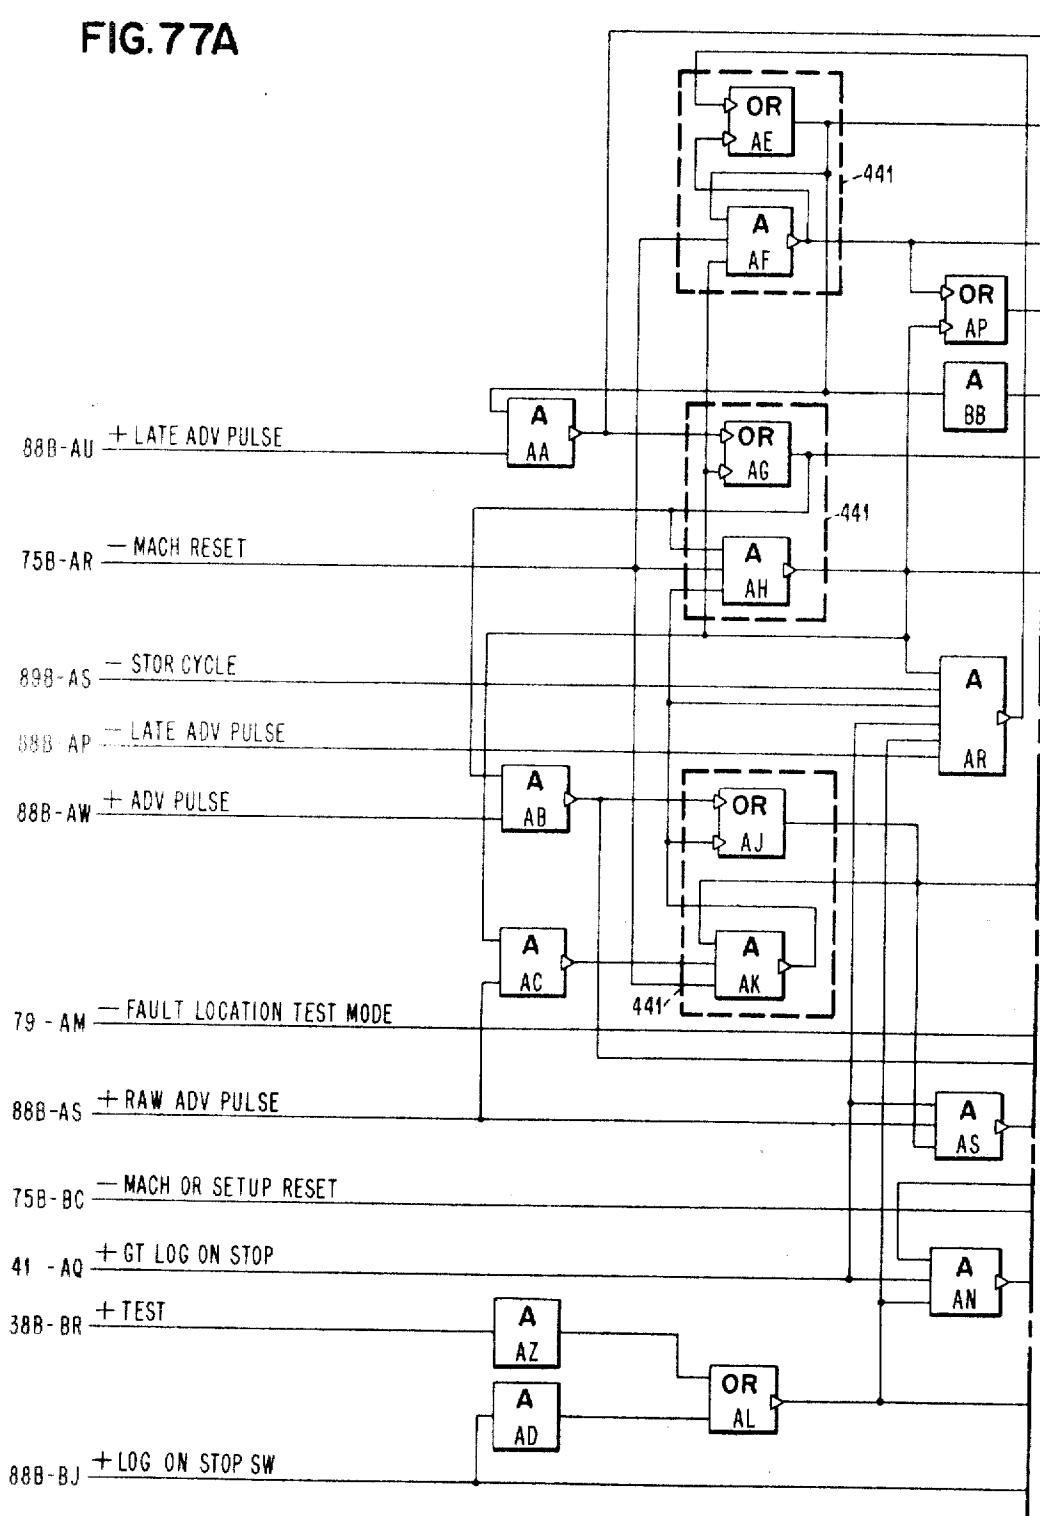 FIG. 77A
OR
AE
441
A
AF
OR
AP
A
BB
A
AA
88B-AU + LATE ADV PULSE
OR
AG
441
75B-AR - MACH RESET
A
AH
89B-AS - STOR CYCLE
A
AR
88B-AP - LATE ADV PULSE
88B-AW + ADV PULSE
A
AB
OR
AJ
A
AC
A
AK
441
79 -AM - FAULT LOCATION TEST MODE
88B-AS + RAW ADV PULSE
A
AS
75B-BC - MACH OR SETUP RESET
41 -AQ + GT LOG ON STOP
A
AN
38B-BR + TEST
A
AZ
OR
AL
A
AD
88B-BJ + LOG ON STOP SW